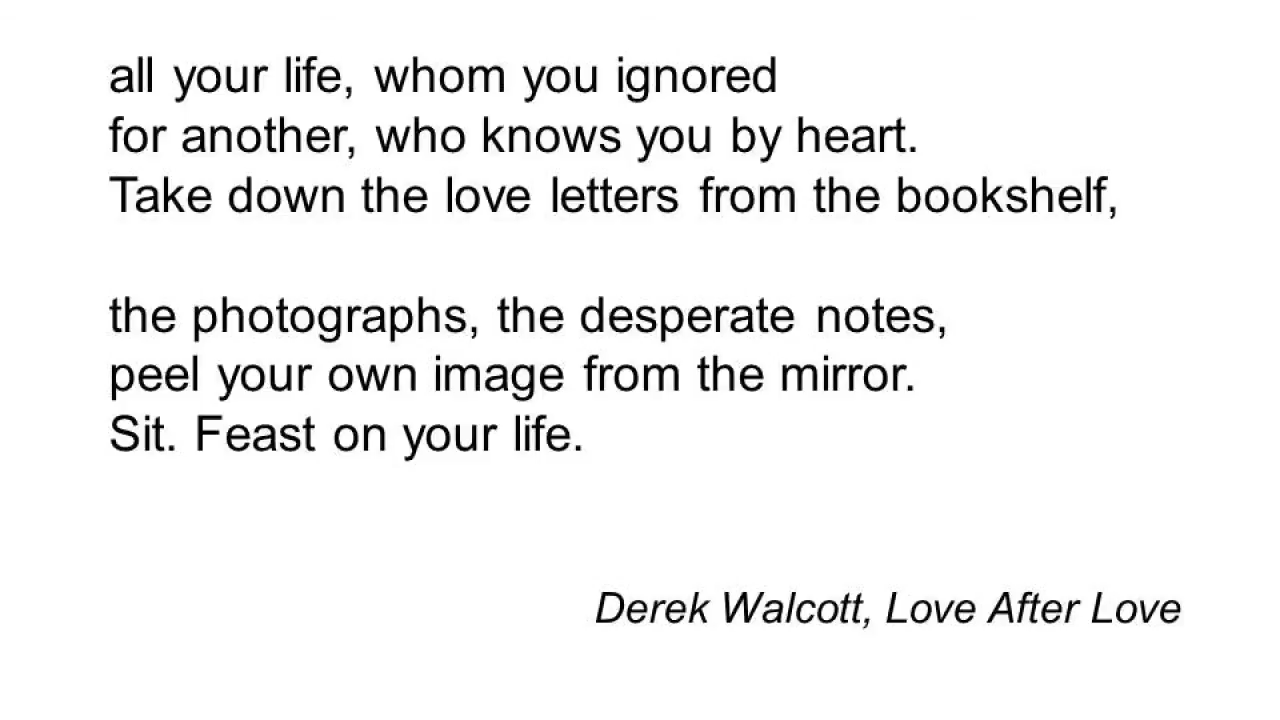 all your life, whom you ignored
for another, who knows you by heart.
Take down the love letters from the bookshelf,
the photographs, the desperate notes,
peel your own image from the mirror.
Sit. Feast on your life.
Derek Walcott, Love After Love